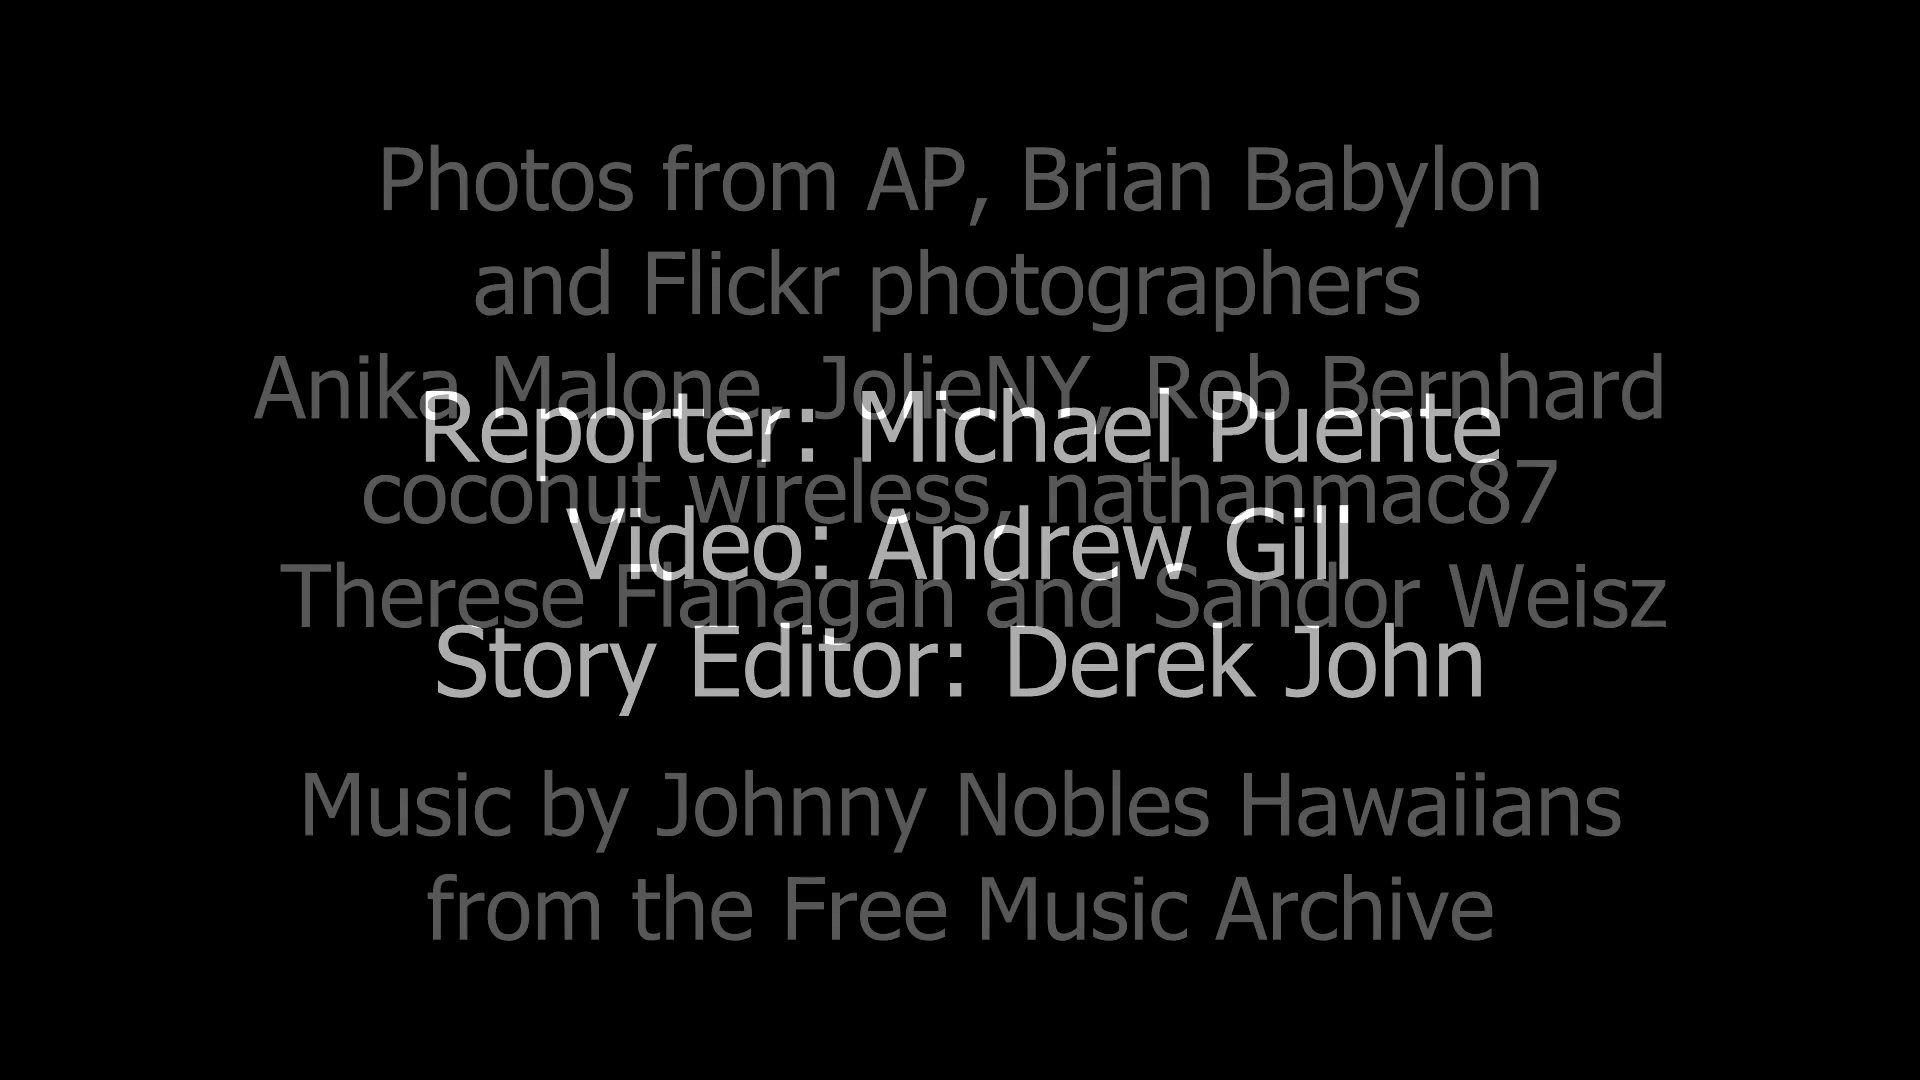 Photos from AP, Brian Babylon
and Flickr photographers
Anika Malone, JolieNY, Rob Bernhard
Reporter: Michael Puente
coconut wireless, nathanmac87
Video: Andrew Gill
Therese Flanagan and Sandor Weisz
Story Editor: Derek John
Music by Johnny Nobles Hawaiians
from the Free Music Archive